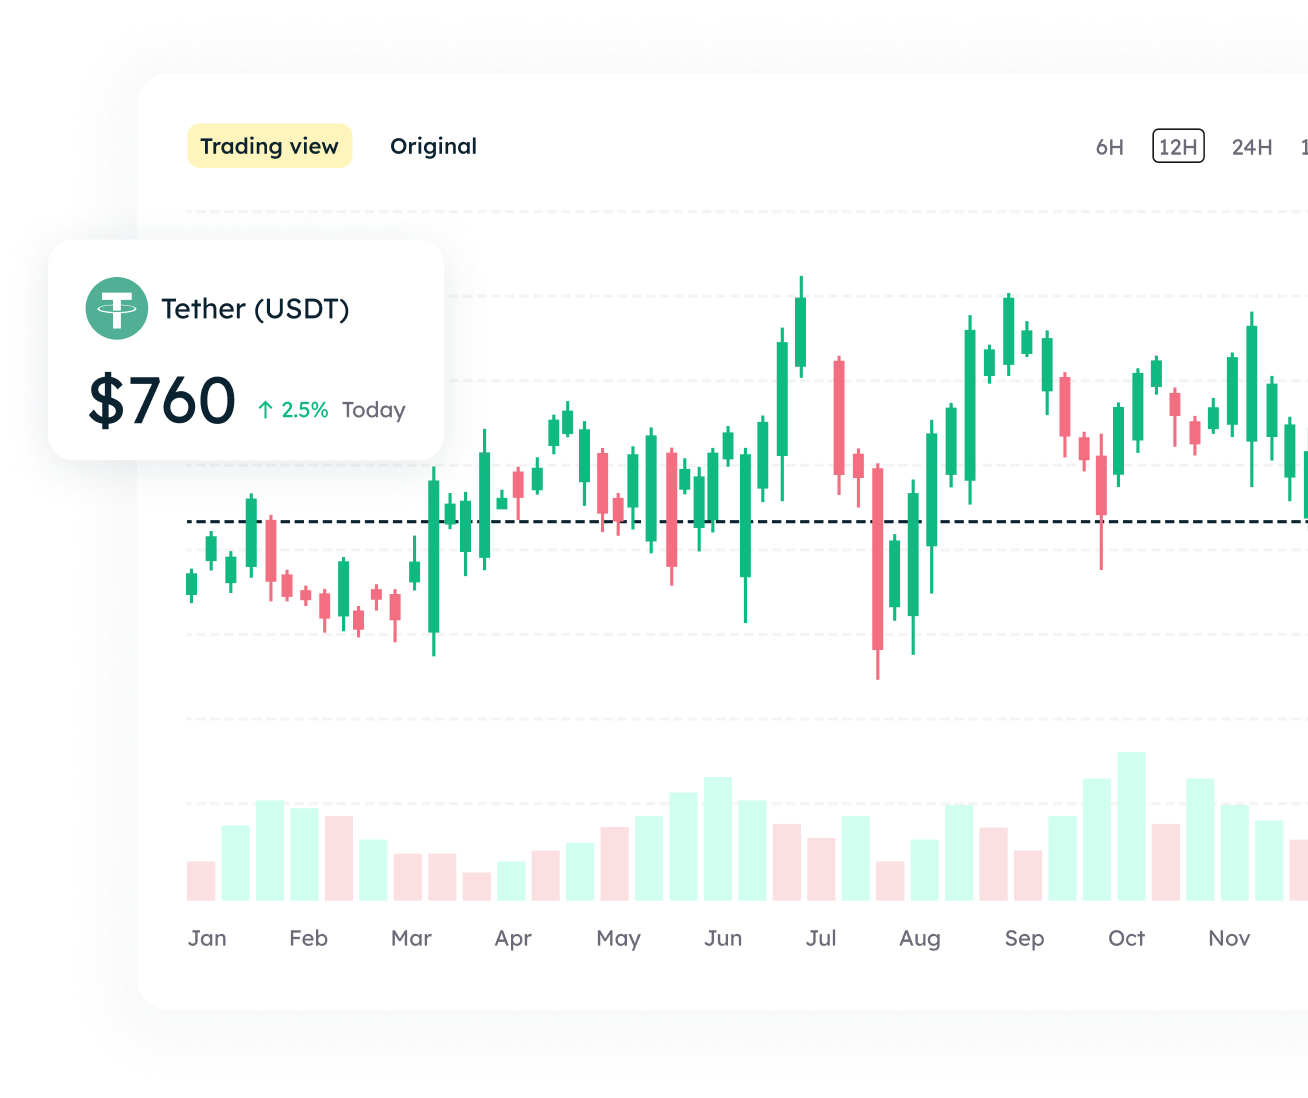 Trading view Original 6H 12H 24H
Tether (USDT)
$760 ↑ 2.5% Today
Jan Feb Mar Apr May Jun Jul Aug Sep Oct Nov